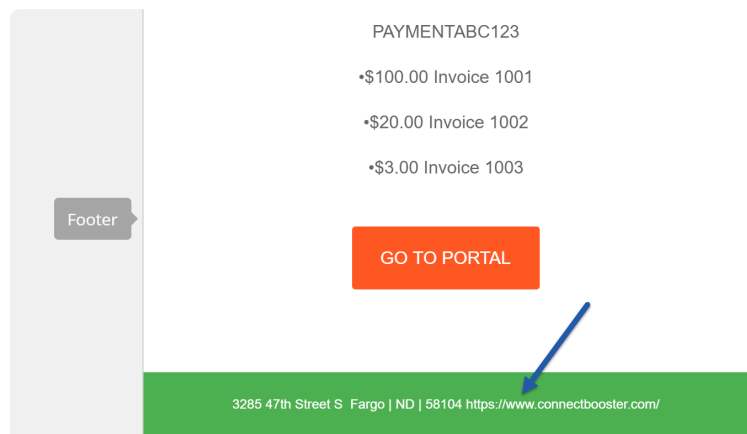 PAYMENTABC123
•$100.00 Invoice 1001
•$20.00 Invoice 1002
•$3.00 Invoice 1003
Footer
GO TO PORTAL
3285 47th Street S  Fargo | ND | 58104 https://www.connectbooster.com/